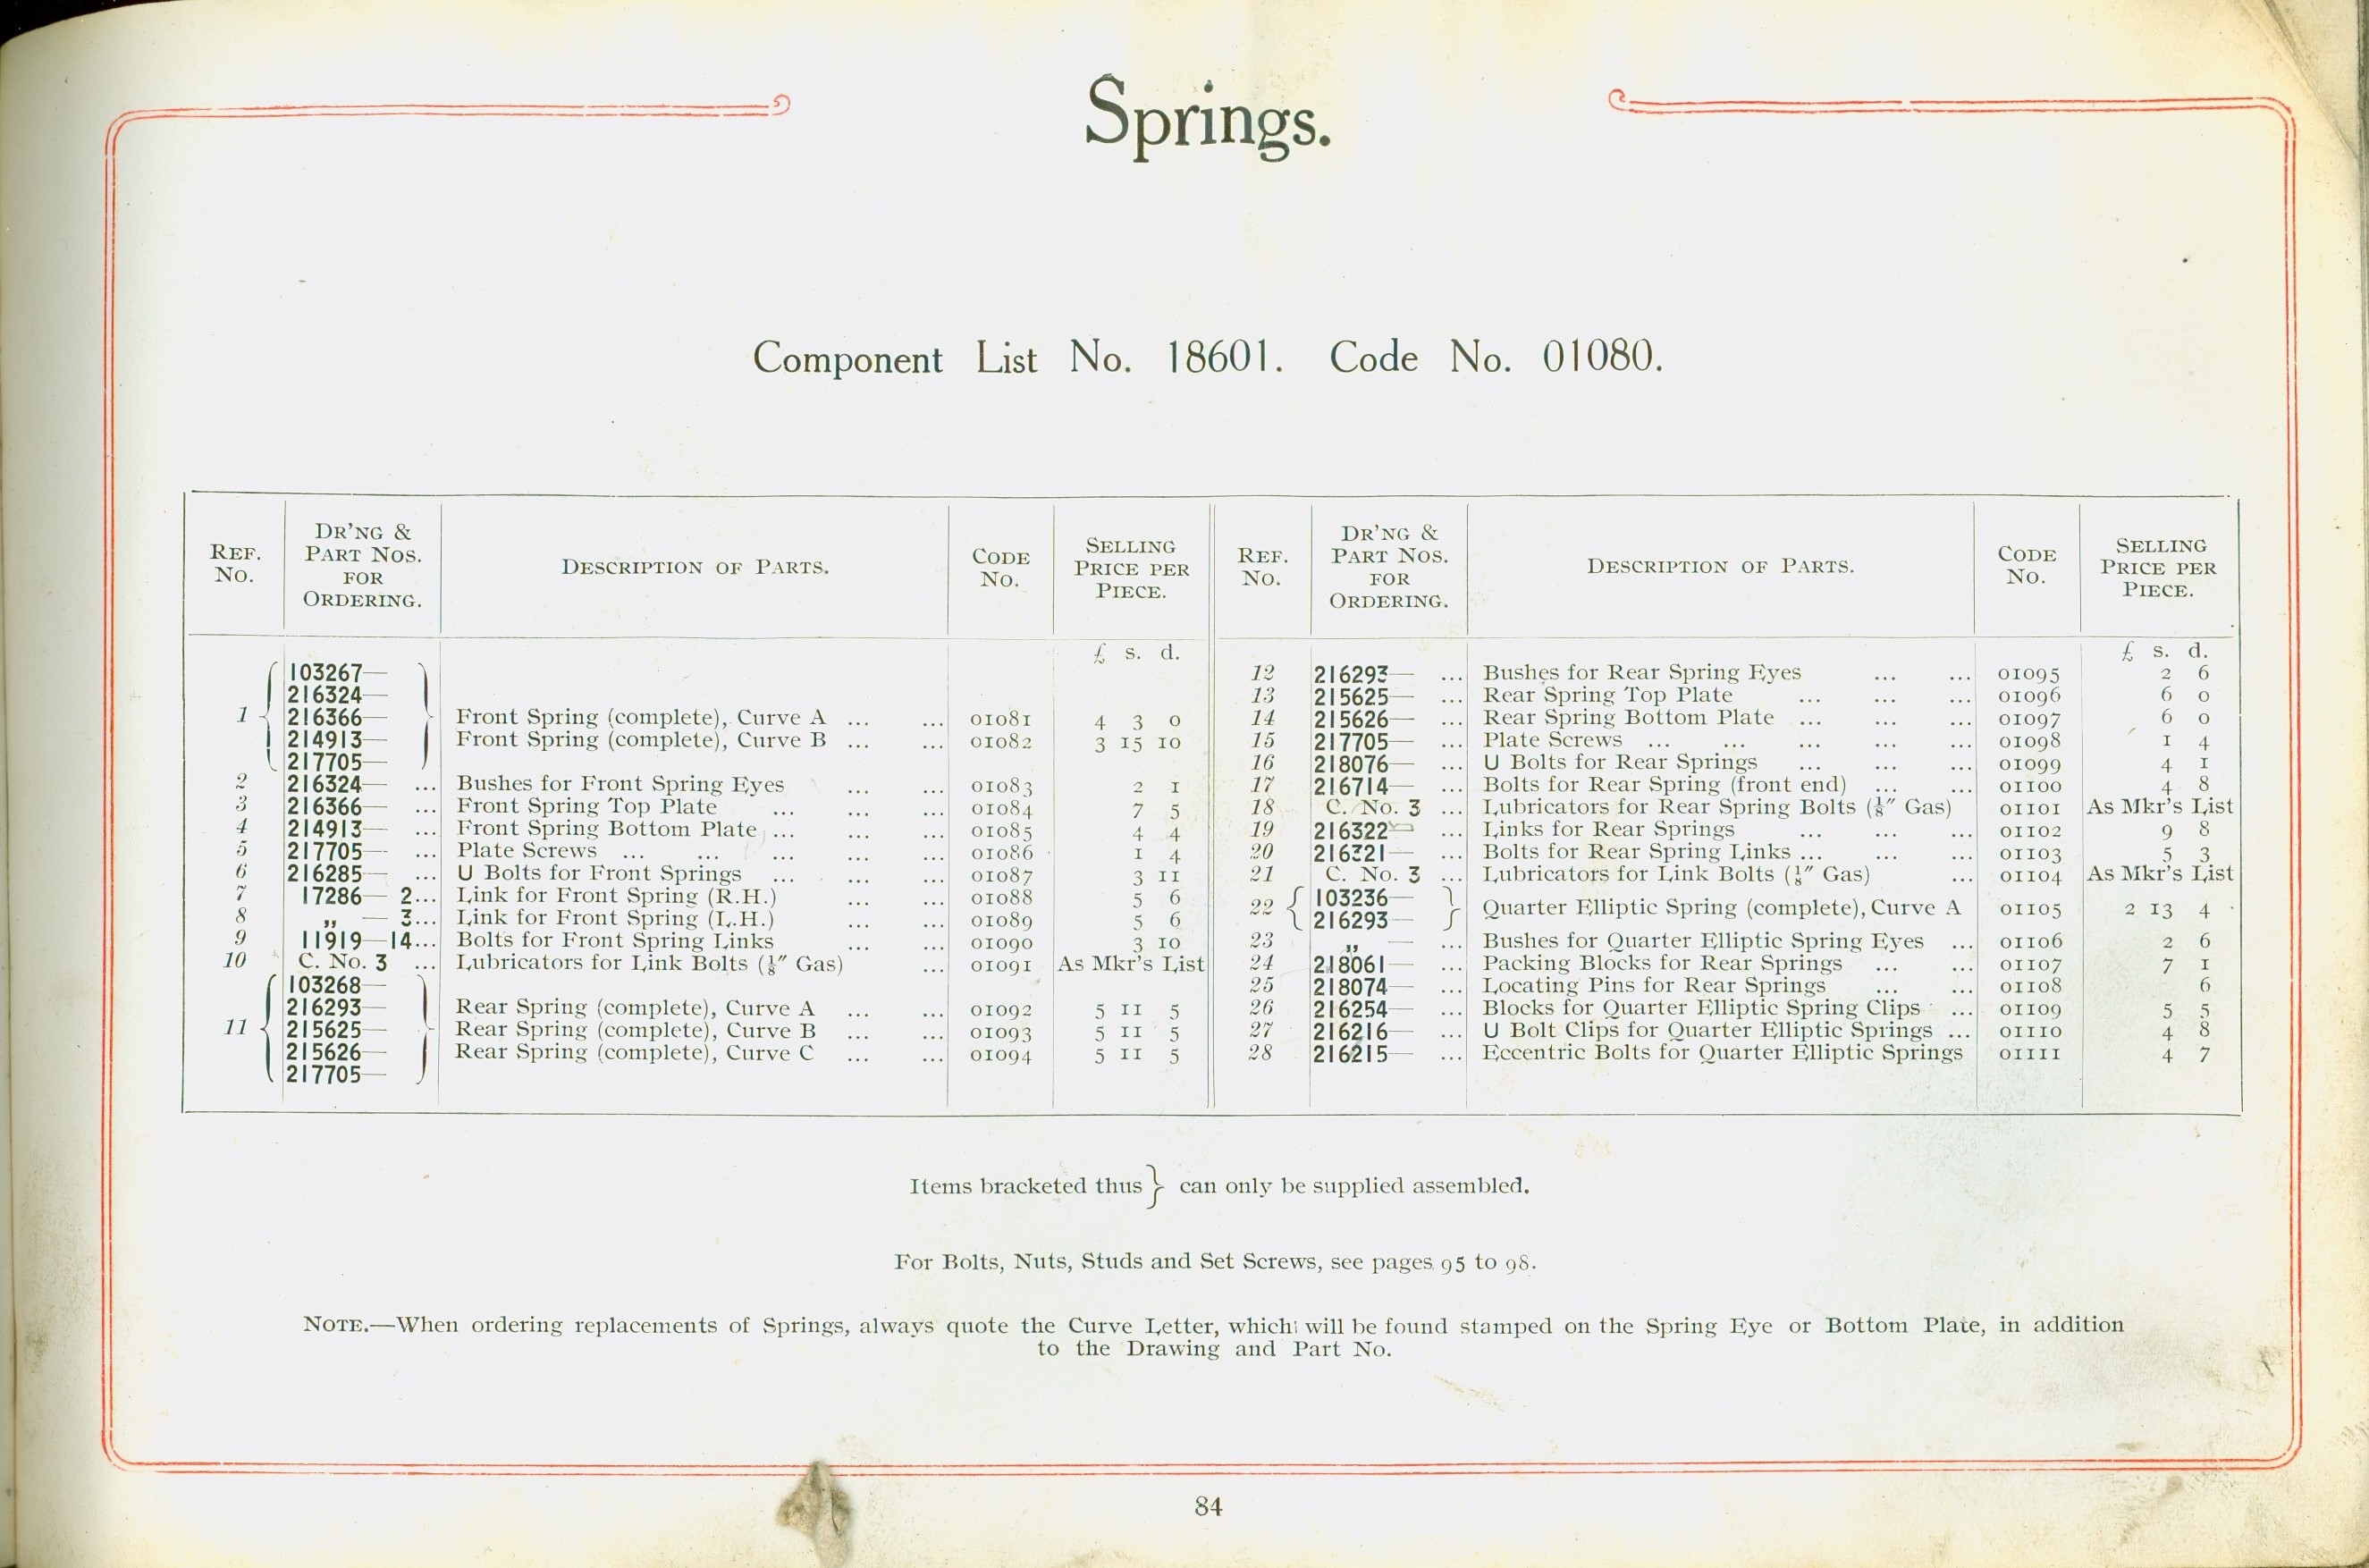 Springs.
Component List No. 18601. Code No. 01080.
REF. No. DR'NG & PART NOS. FOR ORDERING. DESCRIPTION OF PARTS. CODE No. SELLING PRICE PER PIECE.
£ s. d.
103267—
216324—
1 216366— Front Spring (complete), Curve A ... ... 01081 4 3 0
214913— Front Spring (complete), Curve B ... ... 01082 3 15 10
217705—
2 216324— ... Bushes for Front Spring Eyes ... ... 01083 2 1
3 216366— ... Front Spring Top Plate ... ... ... 01084 7 5
4 214913— ... Front Spring Bottom Plate ... ... ... 01085 4 4
5 217705— ... Plate Screws ... ... ... ... ... 01086 1 4
6 216285— ... U Bolts for Front Springs ... ... ... 01087 3 11
7 17286— 2... Link for Front Spring (R.H.) ... ... 01088 5 6
8 „ — 3... Link for Front Spring (L.H.) ... ... 01089 5 6
9 11919—14... Bolts for Front Spring Links ... ... 01090 3 10
10 C. No. 3 ... Lubricators for Link Bolts (⅛″ Gas) ... 01091 As Mkr's List
103268—
216293— Rear Spring (complete), Curve A ... ... 01092 5 11 5
11 215625— Rear Spring (complete), Curve B ... ... 01093 5 11 5
215626— Rear Spring (complete), Curve C ... ... 01094 5 11 5
217705—
REF. No. DR'NG & PART NOS. FOR ORDERING. DESCRIPTION OF PARTS. CODE No. SELLING PRICE PER PIECE.
£ s. d.
12 216293— ... Bushes for Rear Spring Eyes ... ... 01095 2 6
13 215625— ... Rear Spring Top Plate ... ... ... 01096 6 0
14 215626— ... Rear Spring Bottom Plate ... ... ... 01097 6 0
15 217705— ... Plate Screws ... ... ... ... ... 01098 1 4
16 218076— ... U Bolts for Rear Springs ... ... ... 01099 4 1
17 216714— ... Bolts for Rear Spring (front end) ... ... 01100 4 8
18 C. No. 3 ... Lubricators for Rear Spring Bolts (⅛″ Gas) 01101 As Mkr's List
19 216322— ... Links for Rear Springs ... ... ... 01102 9 8
20 216321— ... Bolts for Rear Spring Links ... ... ... 01103 5 3
21 C. No. 3 ... Lubricators for Link Bolts (⅛″ Gas) ... 01104 As Mkr's List
103236—
22 216293— Quarter Elliptic Spring (complete), Curve A 01105 2 13 4
23 „ — ... Bushes for Quarter Elliptic Spring Eyes ... 01106 2 6
24 218061— ... Packing Blocks for Rear Springs ... ... 01107 7 1
25 218074— ... Locating Pins for Rear Springs ... ... 01108 6
26 216254— ... Blocks for Quarter Elliptic Spring Clips ... 01109 5 5
27 216216— ... U Bolt Clips for Quarter Elliptic Springs ... 01110 4 8
28 216215— ... Eccentric Bolts for Quarter Elliptic Springs 01111 4 7
Items bracketed thus } can only be supplied assembled.
For Bolts, Nuts, Studs and Set Screws, see pages 95 to 98.
NOTE.—When ordering replacements of Springs, always quote the Curve Letter, which will be found stamped on the Spring Eye or Bottom Plate, in addition
to the Drawing and Part No.
84